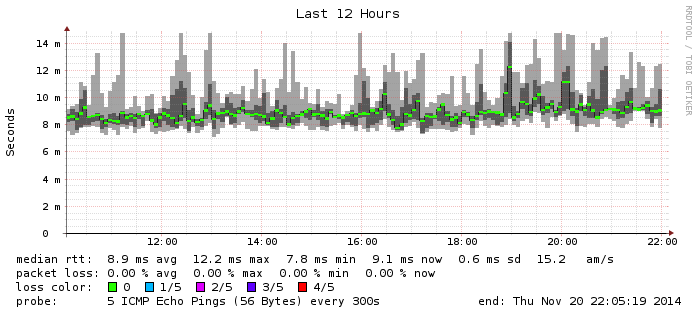 Last 12 Hours
RRDTOOL / TOBI OETIKER
Seconds
14 m
12 m
10 m
8 m
6 m
4 m
2 m
0
12:00 14:00 16:00 18:00 20:00 22:00
median rtt: 8.9 ms avg 12.2 ms max 7.8 ms min 9.1 ms now 0.6 ms sd 15.2 am/s
packet loss: 0.00 % avg 0.00 % max 0.00 % min 0.00 % now
loss color: 0 1/5 2/5 3/5 4/5
probe: 5 ICMP Echo Pings (56 Bytes) every 300s end: Thu Nov 20 22:05:19 2014